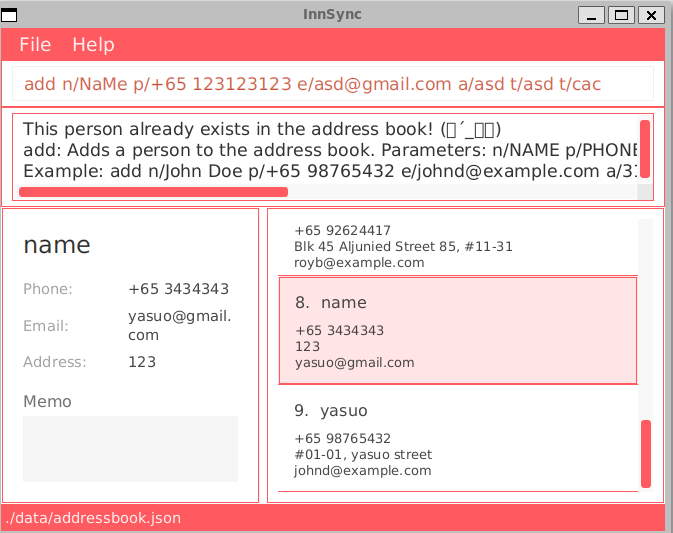 InnSync
File Help
add n/NaMe p/+65 123123123 e/asd@gmail.com a/asd t/asd t/cac
This person already exists in the address book! (▯´_▯▯)
add: Adds a person to the address book. Parameters: n/NAME p/PHONE
Example: add n/John Doe p/+65 98765432 e/johnd@example.com a/31
name
Phone: +65 3434343
Email: yasuo@gmail.
com
Address: 123
Memo
+65 92624417
Blk 45 Aljunied Street 85, #11-31
royb@example.com
8. name
+65 3434343
123
yasuo@gmail.com
9. yasuo
+65 98765432
#01-01, yasuo street
johnd@example.com
./data/addressbook.json